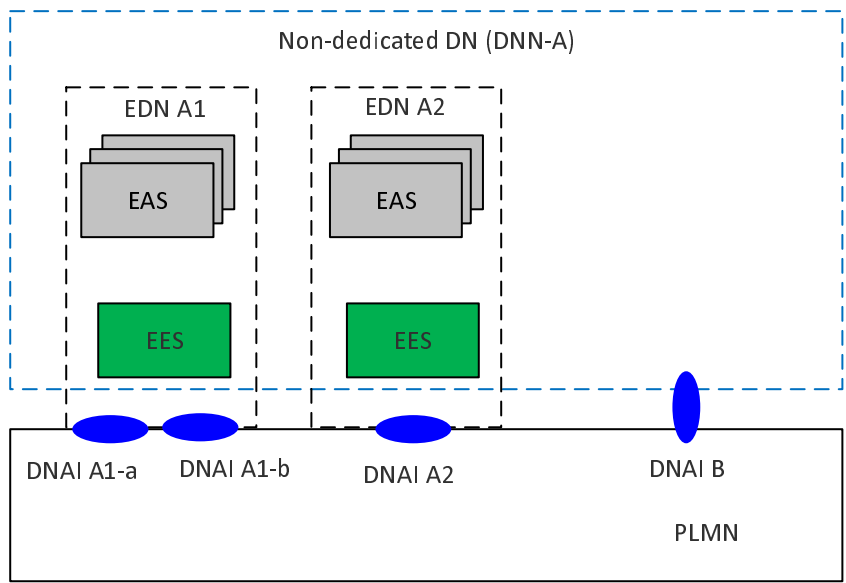 Non-dedicated DN (DNN-A)
EDN A1
EDN A2
EAS
EAS
EES
EES
DNAI A1-a
DNAI A1-b
DNAI A2
DNAI B
PLMN